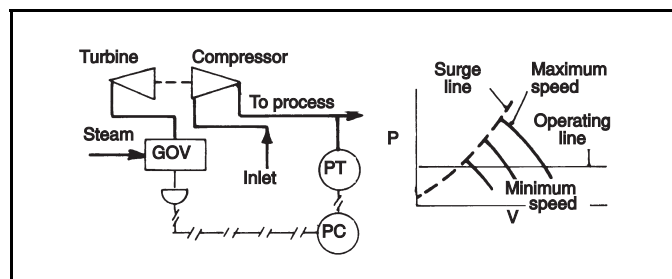 Turbine
Compressor
To process
Steam
GOV
Inlet
PT
PC
Surge
line
Maximum
speed
P
Operating
line
Minimum
speed
V